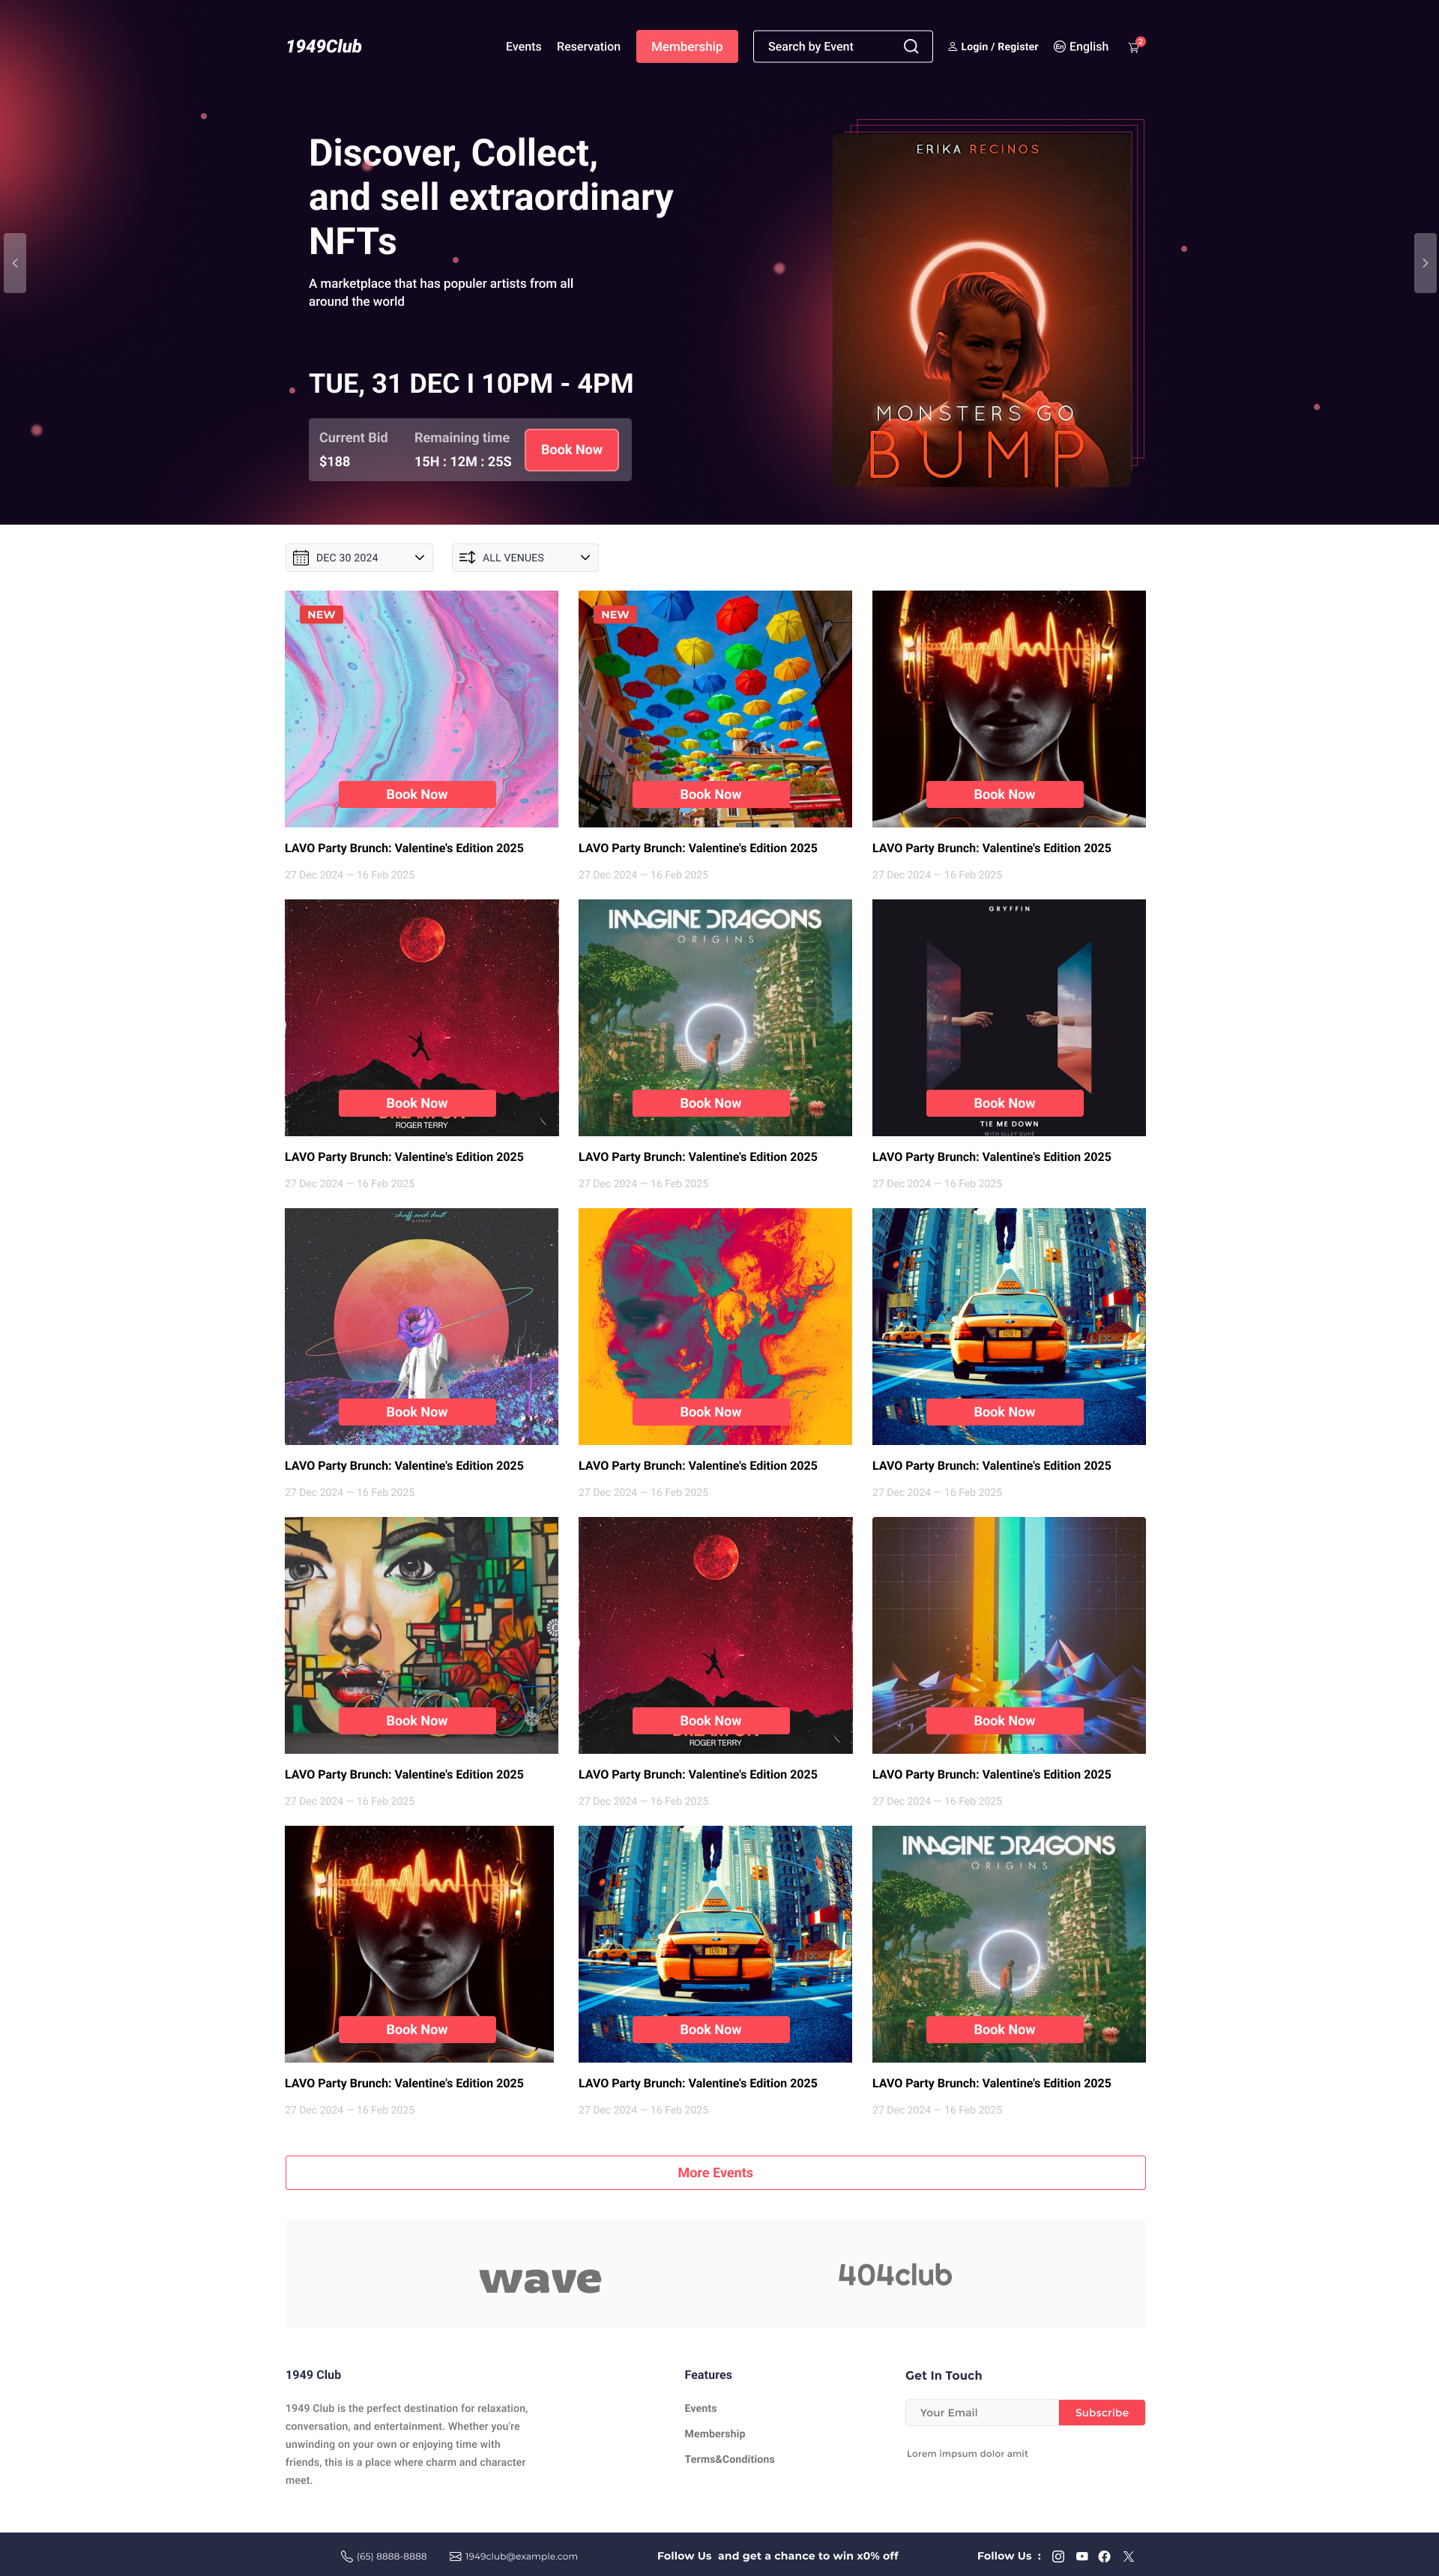 1949Club
Events
Reservation
Membership
Search by Event
Login / Register
En
English
2
Discover, Collect,
and sell extraordinary
NFTs
A marketplace that has populer artists from all
around the world
TUE, 31 DEC I 10PM - 4PM
Current Bid
Remaining time
$188
15H : 12M : 25S
Book Now
ERIKA RECINOS
MONSTERS GO
BUMP
DEC 30 2024
ALL VENUES
NEW
Book Now
LAVO Party Brunch: Valentine's Edition 2025
27 Dec 2024 — 16 Feb 2025
NEW
Book Now
LAVO Party Brunch: Valentine's Edition 2025
27 Dec 2024 — 16 Feb 2025
Book Now
LAVO Party Brunch: Valentine's Edition 2025
27 Dec 2024 — 16 Feb 2025
Book Now
ROGER TERRY
LAVO Party Brunch: Valentine's Edition 2025
27 Dec 2024 — 16 Feb 2025
IMAGINE DRAGONS
ORIGINS
Book Now
LAVO Party Brunch: Valentine's Edition 2025
27 Dec 2024 — 16 Feb 2025
GRYFFIN
Book Now
TIE ME DOWN
WITH ELLEY DUHÉ
LAVO Party Brunch: Valentine's Edition 2025
27 Dec 2024 — 16 Feb 2025
chaff and dust
Book Now
LAVO Party Brunch: Valentine's Edition 2025
27 Dec 2024 — 16 Feb 2025
Book Now
LAVO Party Brunch: Valentine's Edition 2025
27 Dec 2024 — 16 Feb 2025
TAXI
Book Now
LAVO Party Brunch: Valentine's Edition 2025
27 Dec 2024 — 16 Feb 2025
Book Now
LAVO Party Brunch: Valentine's Edition 2025
27 Dec 2024 — 16 Feb 2025
Book Now
ROGER TERRY
LAVO Party Brunch: Valentine's Edition 2025
27 Dec 2024 — 16 Feb 2025
Book Now
LAVO Party Brunch: Valentine's Edition 2025
27 Dec 2024 — 16 Feb 2025
Book Now
LAVO Party Brunch: Valentine's Edition 2025
27 Dec 2024 — 16 Feb 2025
TAXI
Book Now
LAVO Party Brunch: Valentine's Edition 2025
27 Dec 2024 — 16 Feb 2025
IMAGINE DRAGONS
ORIGINS
Book Now
LAVO Party Brunch: Valentine's Edition 2025
27 Dec 2024 — 16 Feb 2025
More Events
wave
404club
1949 Club
1949 Club is the perfect destination for relaxation,
conversation, and entertainment. Whether you're
unwinding on your own or enjoying time with
friends, this is a place where charm and character
meet.
Features
Events
Membership
Terms&Conditions
Get In Touch
Your Email
Subscribe
Lorem impsum dolor amit
(65) 8888-8888
1949club@example.com
Follow Us and get a chance to win x0% off
Follow Us :